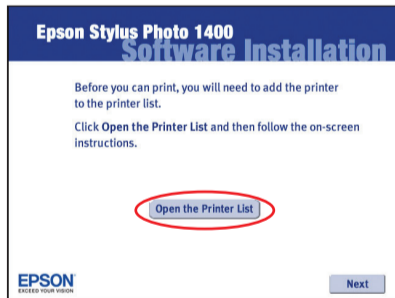 Epson Stylus Photo 1400
Software Installation
Before you can print, you will need to add the printer
to the printer list.
Click Open the Printer List and then follow the on-screen
instructions.
Open the Printer List
EPSON
EXCEED YOUR VISION
Next